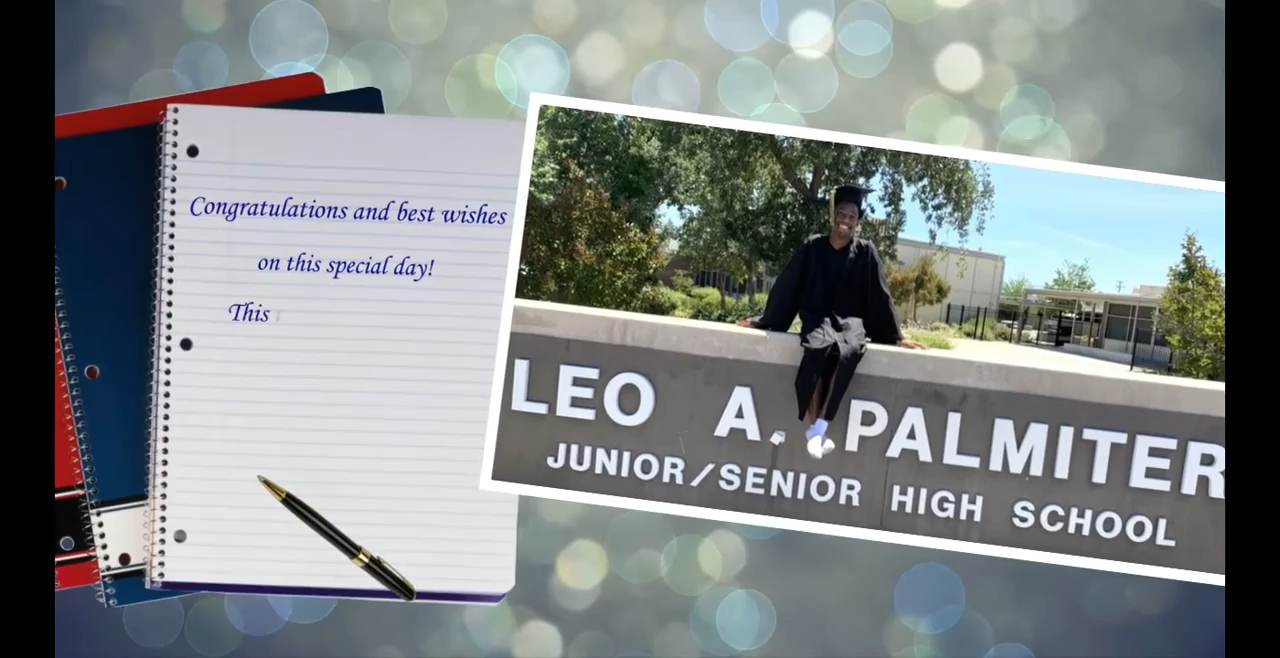 Congratulations and best wishes
on this special day!
This
LEO A. PALMITER
JUNIOR/SENIOR HIGH SCHOOL